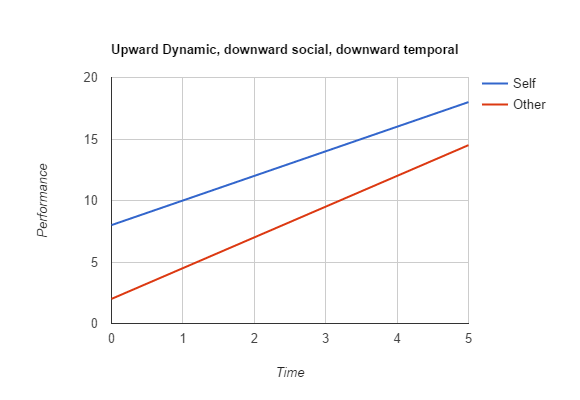 Upward Dynamic, downward social, downward temporal
20
15
10
5
0
0 1 2 3 4 5
Performance
Time
Self
Other